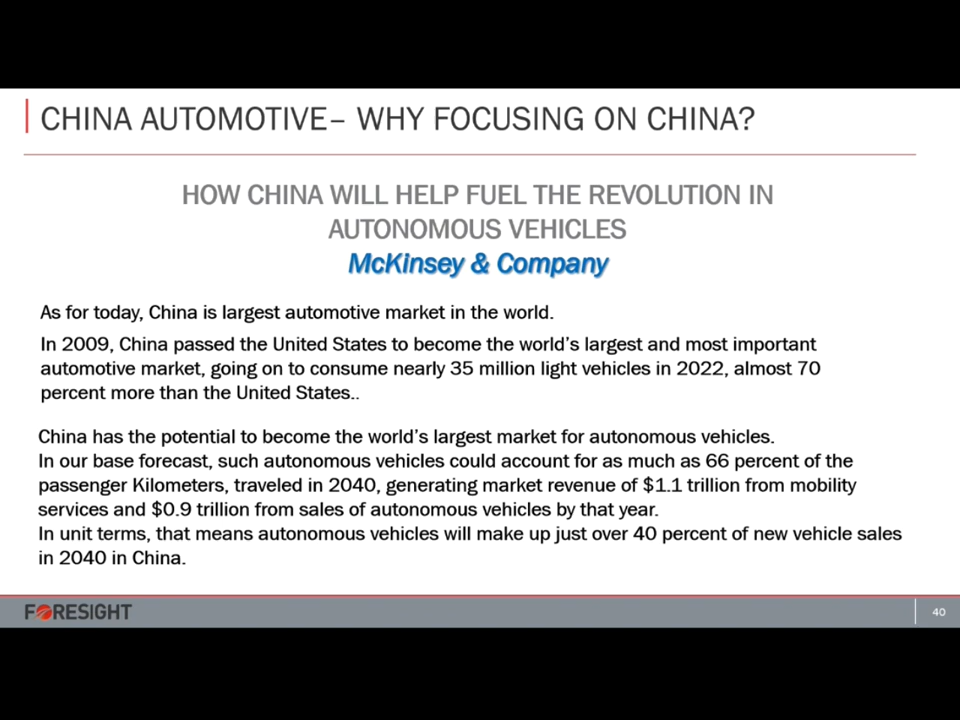 CHINA AUTOMOTIVE– WHY FOCUSING ON CHINA?
HOW CHINA WILL HELP FUEL THE REVOLUTION IN
AUTONOMOUS VEHICLES
McKinsey & Company
As for today, China is largest automotive market in the world.
In 2009, China passed the United States to become the world's largest and most important
automotive market, going on to consume nearly 35 million light vehicles in 2022, almost 70
percent more than the United States..
China has the potential to become the world's largest market for autonomous vehicles.
In our base forecast, such autonomous vehicles could account for as much as 66 percent of the
passenger Kilometers, traveled in 2040, generating market revenue of $1.1 trillion from mobility
services and $0.9 trillion from sales of autonomous vehicles by that year.
In unit terms, that means autonomous vehicles will make up just over 40 percent of new vehicle sales
in 2040 in China.
FORESIGHT
40